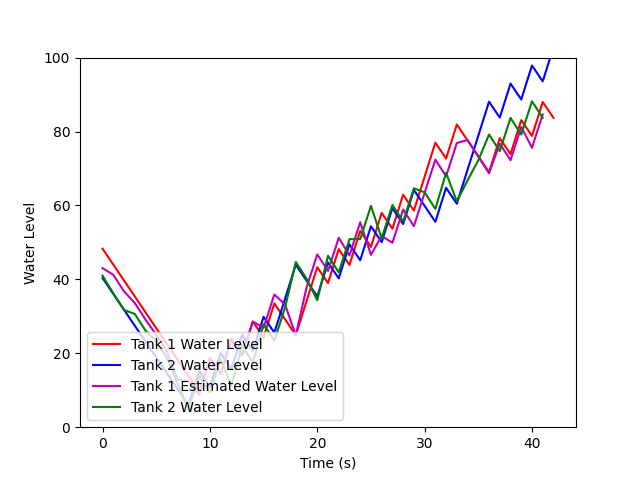 100
80
60
40
20
0
Water Level
Tank 1 Water Level
Tank 2 Water Level
Tank 1 Estimated Water Level
Tank 2 Water Level
0 10 20 30 40
Time (s)